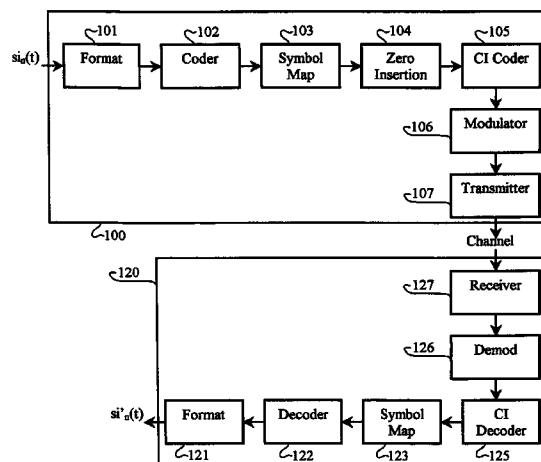 101 102 103 104 105
si_n(t) Format Coder Symbol Map Zero Insertion CI Coder
106 Modulator
107 Transmitter
100
Channel
120
127 Receiver
126 Demod
si'_n(t) Format Decoder Symbol Map CI Decoder
121 122 123 125